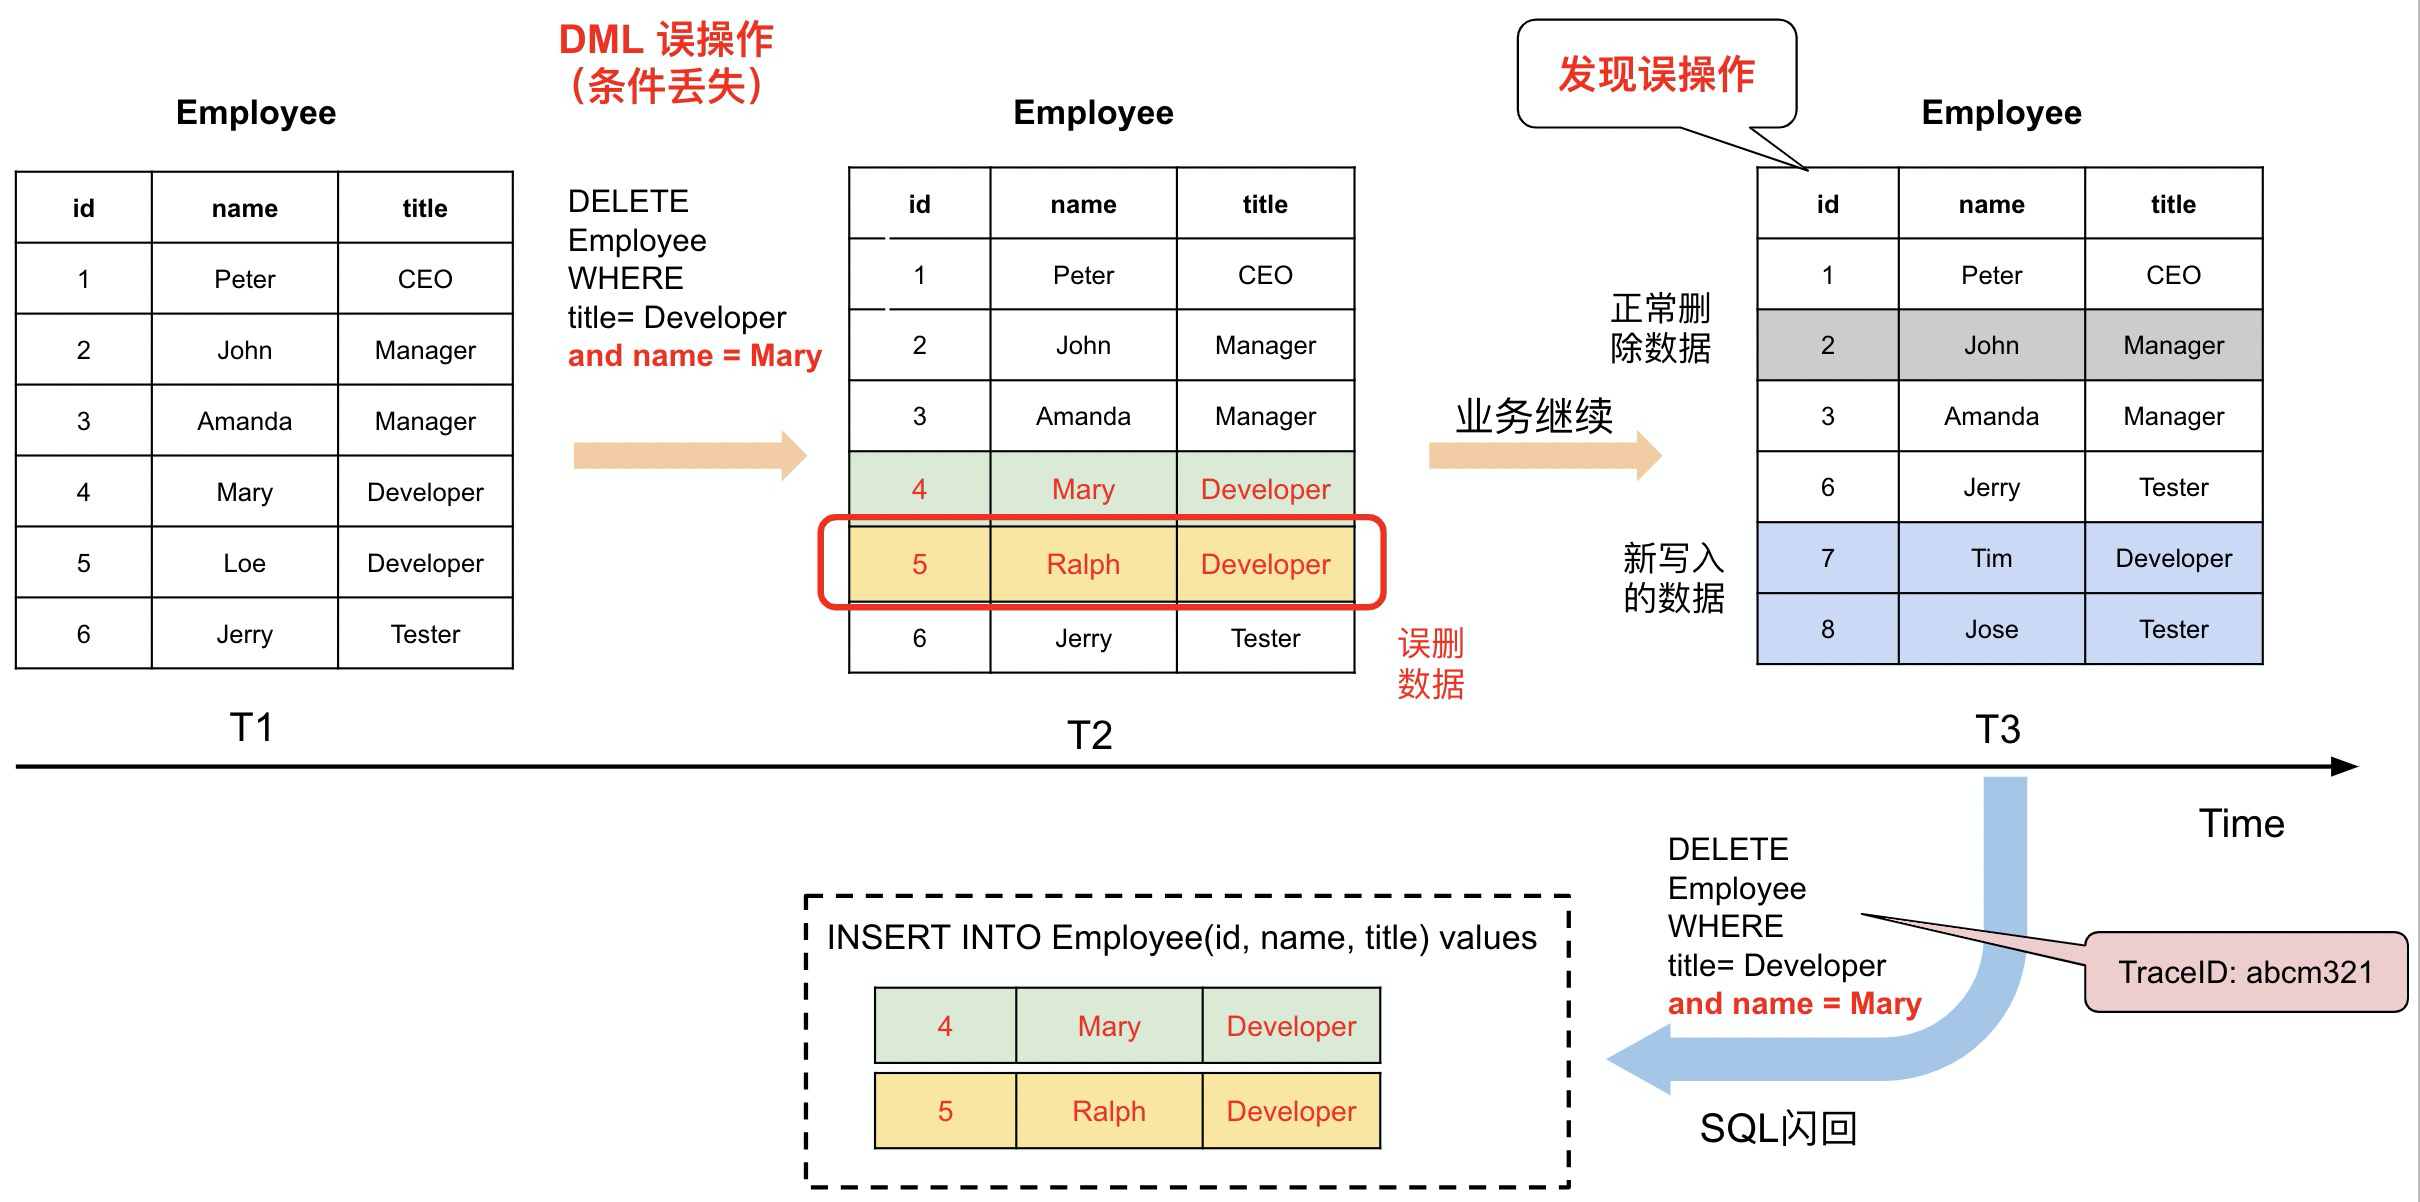 DML 误操作
（条件丢失）
发现误操作
Employee
id name title
1 Peter CEO
2 John Manager
3 Amanda Manager
4 Mary Developer
5 Loe Developer
6 Jerry Tester
T1
DELETE
Employee
WHERE
title= Developer
and name = Mary
Employee
id name title
1 Peter CEO
2 John Manager
3 Amanda Manager
4 Mary Developer
5 Ralph Developer
6 Jerry Tester
误删
数据
T2
业务继续
正常删
除数据
新写入
的数据
Employee
id name title
1 Peter CEO
2 John Manager
3 Amanda Manager
6 Jerry Tester
7 Tim Developer
8 Jose Tester
T3
Time
DELETE
Employee
WHERE
title= Developer
and name = Mary
TraceID: abcm321
SQL闪回
INSERT INTO Employee(id, name, title) values
4 Mary Developer
5 Ralph Developer